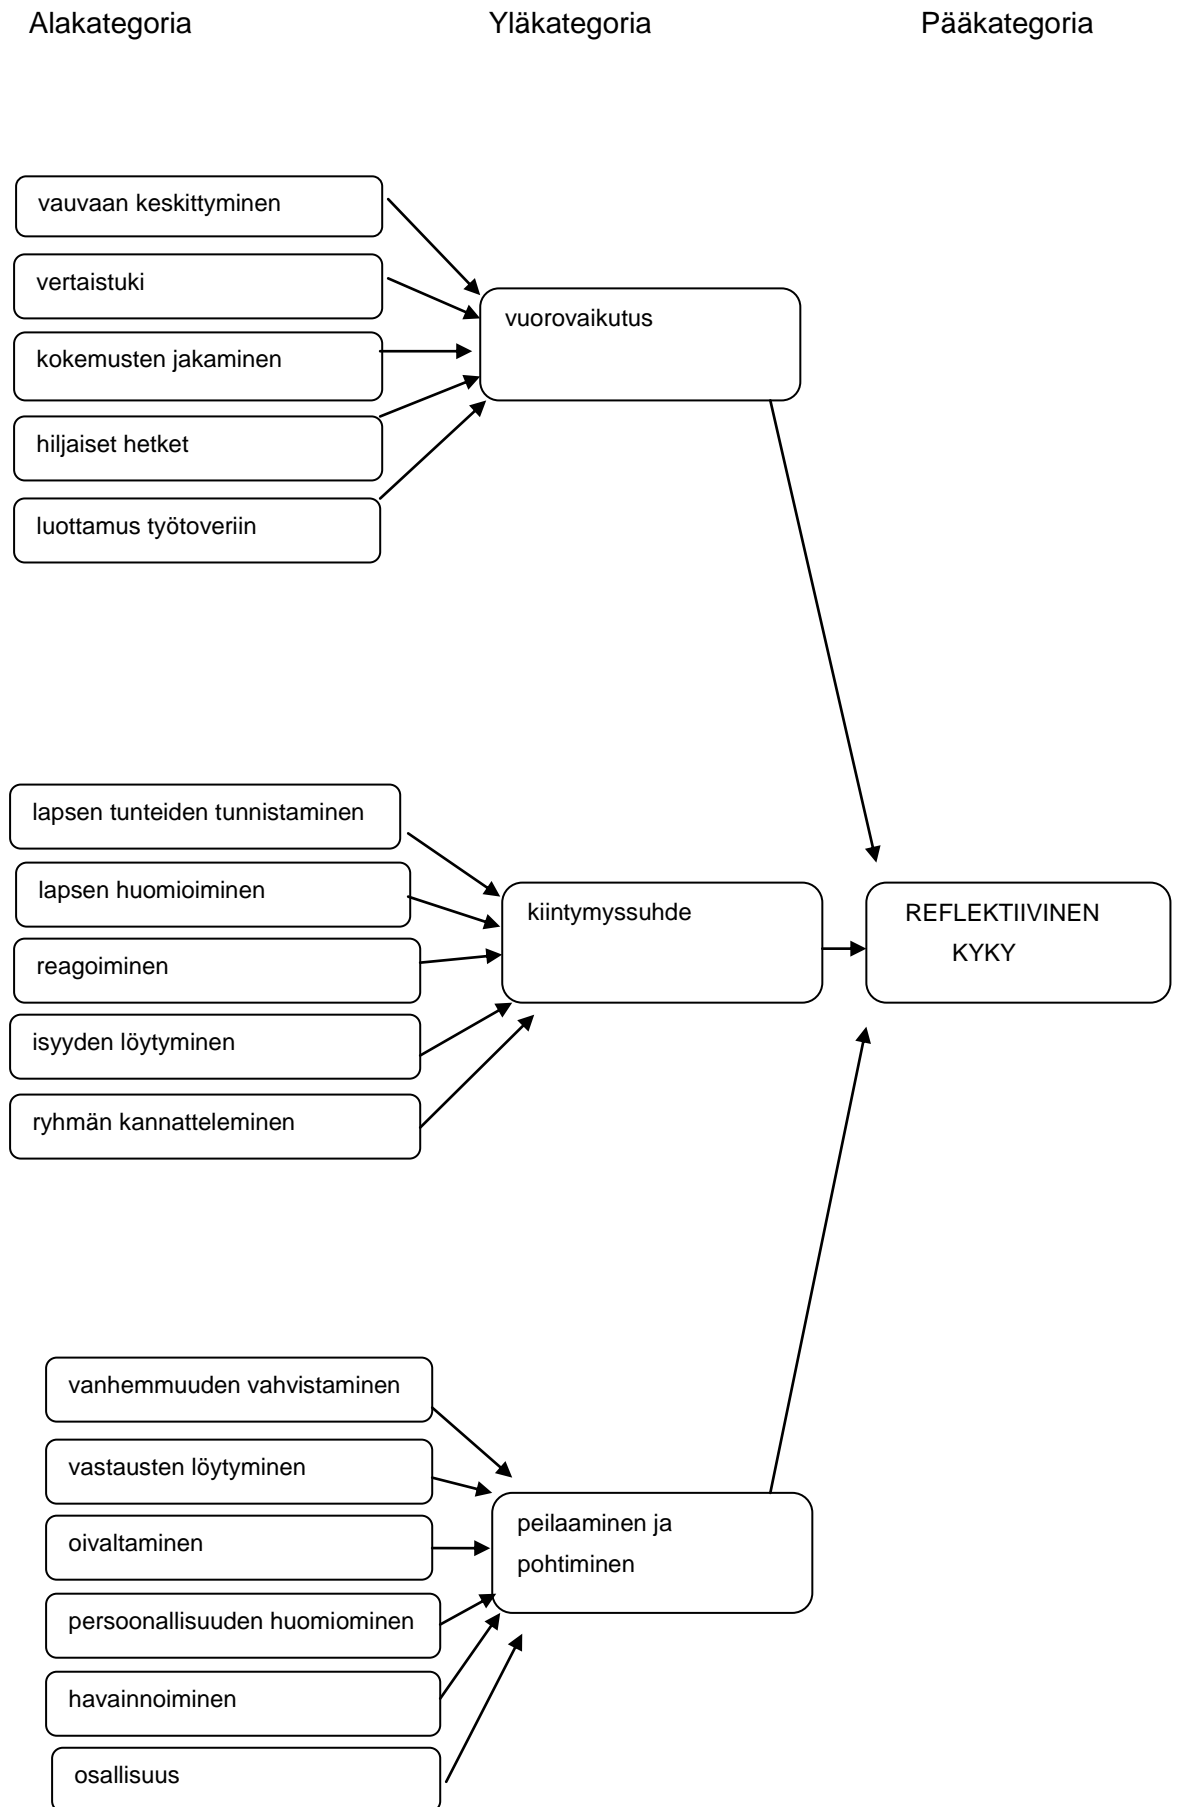 Alakategoria Yläkategoria Pääkategoria
vauvaan keskittyminen
vertaistuki
kokemusten jakaminen
hiljaiset hetket
luottamus työtoveriin
vuorovaikutus
lapsen tunteiden tunnistaminen
lapsen huomioiminen
reagoiminen
isyyden löytyminen
ryhmän kannatteleminen
kiintymyssuhde
REFLEKTIIVINEN
KYKY
vanhemmuuden vahvistaminen
vastausten löytyminen
oivaltaminen
persoonallisuuden huomiominen
havainnoiminen
osallisuus
peilaaminen ja
pohtiminen